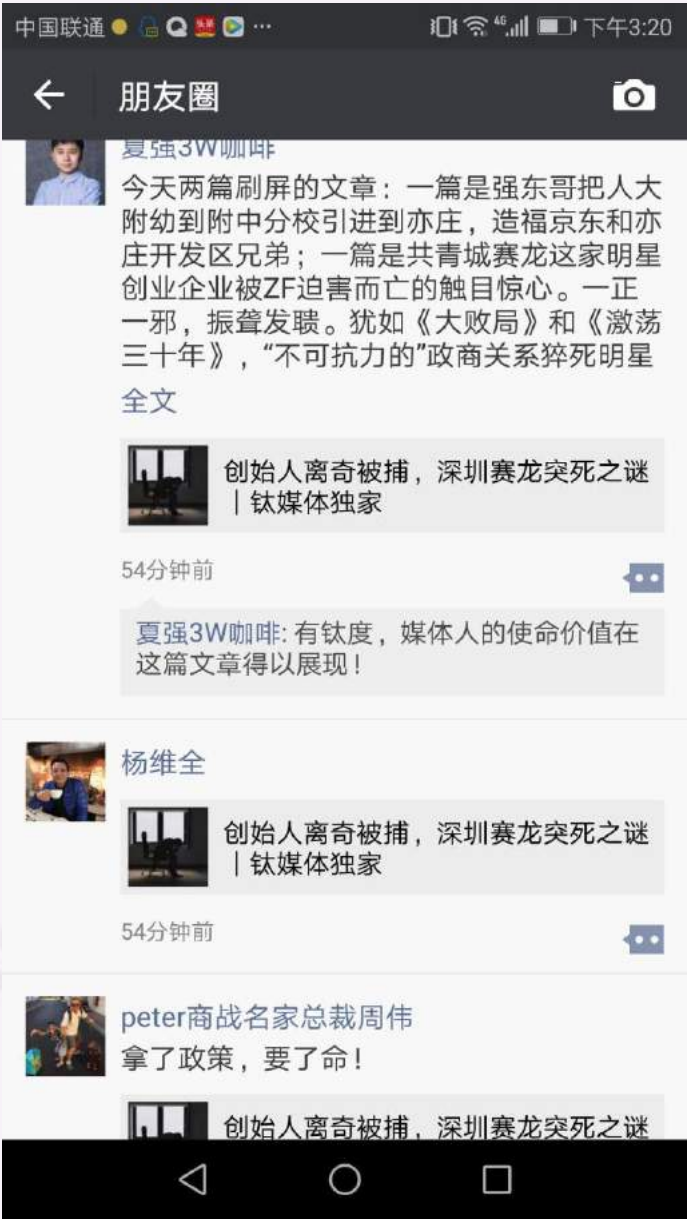 中国联通
46
下午3:20
朋友圈
夏强3W咖啡
今天两篇刷屏的文章：一篇是强东哥把人大
附幼到附中分校引进到亦庄，造福京东和亦
庄开发区兄弟；一篇是共青城赛龙这家明星
创业企业被ZF迫害而亡的触目惊心。一正
一邪，振聋发聩。犹如《大败局》和《激荡
三十年》，“不可抗力的”政商关系猝死明星
全文
创始人离奇被捕，深圳赛龙突死之谜
｜钛媒体独家
54分钟前
夏强3W咖啡: 有钛度，媒体人的使命价值在
这篇文章得以展现！
杨维全
创始人离奇被捕，深圳赛龙突死之谜
｜钛媒体独家
54分钟前
peter商战名家总裁周伟
拿了政策，要了命！
创始人离奇被捕，深圳赛龙突死之谜